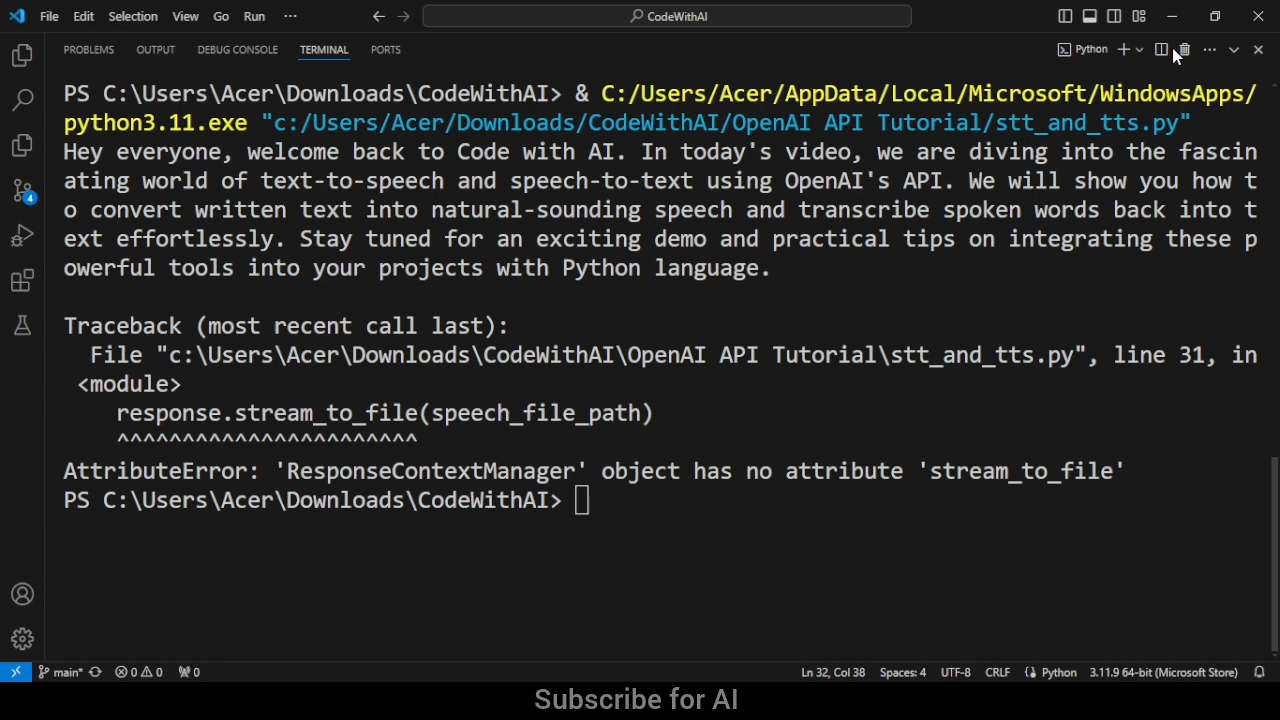 File Edit Selection View Go Run ··· CodeWithAI
PROBLEMS OUTPUT DEBUG CONSOLE TERMINAL PORTS Python
PS C:\Users\Acer\Downloads\CodeWithAI> & C:/Users/Acer/AppData/Local/Microsoft/WindowsApps/
python3.11.exe "c:/Users/Acer/Downloads/CodeWithAI/OpenAI API Tutorial/stt_and_tts.py"
Hey everyone, welcome back to Code with AI. In today's video, we are diving into the fascin
ating world of text-to-speech and speech-to-text using OpenAI's API. We will show you how t
o convert written text into natural-sounding speech and transcribe spoken words back into t
ext effortlessly. Stay tuned for an exciting demo and practical tips on integrating these p
owerful tools into your projects with Python language.
Traceback (most recent call last):
  File "c:\Users\Acer\Downloads\CodeWithAI\OpenAI API Tutorial\stt_and_tts.py", line 31, in
 <module>
    response.stream_to_file(speech_file_path)
    ^^^^^^^^^^^^^^^^^^^^^^^
AttributeError: 'ResponseContextManager' object has no attribute 'stream_to_file'
PS C:\Users\Acer\Downloads\CodeWithAI>
4
main* 0 0 0 Ln 32, Col 38 Spaces: 4 UTF-8 CRLF Python 3.11.9 64-bit (Microsoft Store)
Subscribe for AI